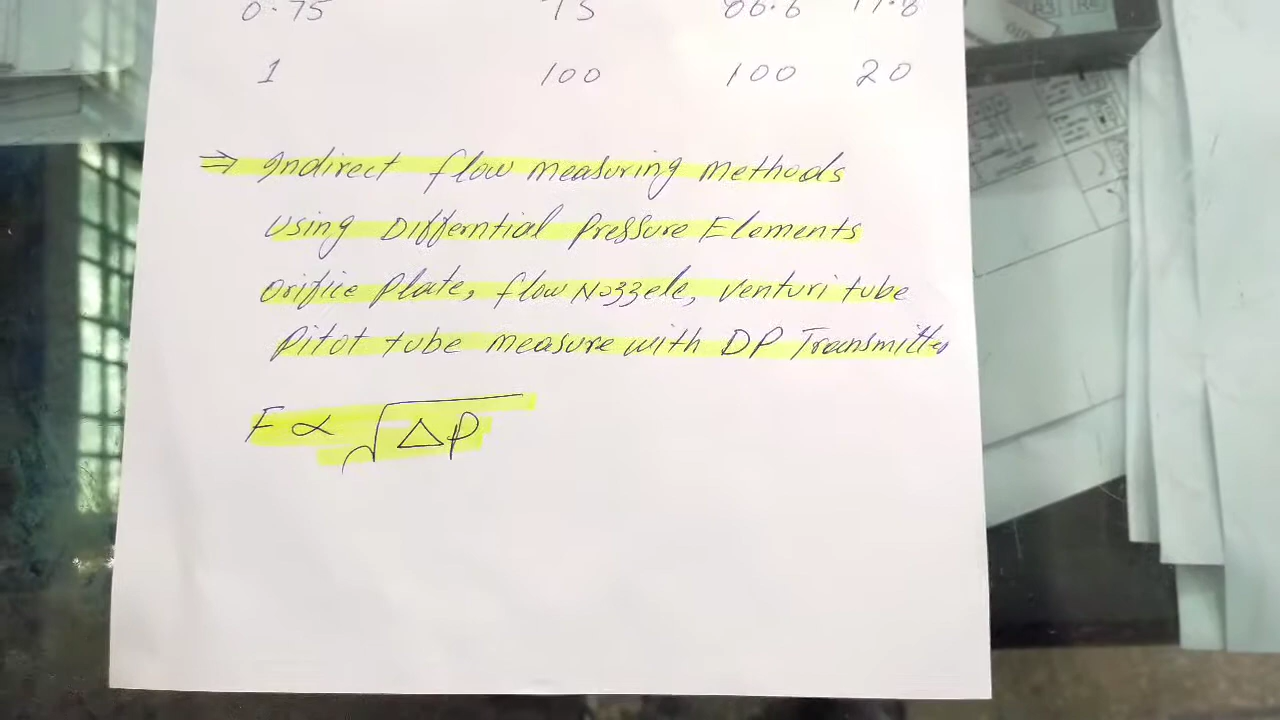 0.75 75 86.6 17.8
1 100 100 20
⇒ Indirect flow measuring methods
Using Differntial Pressure Elements
Orifice Plate, flow Nozzele, venturi tube
Pitot tube measure with DP Transmitter
F ∝ √ΔP